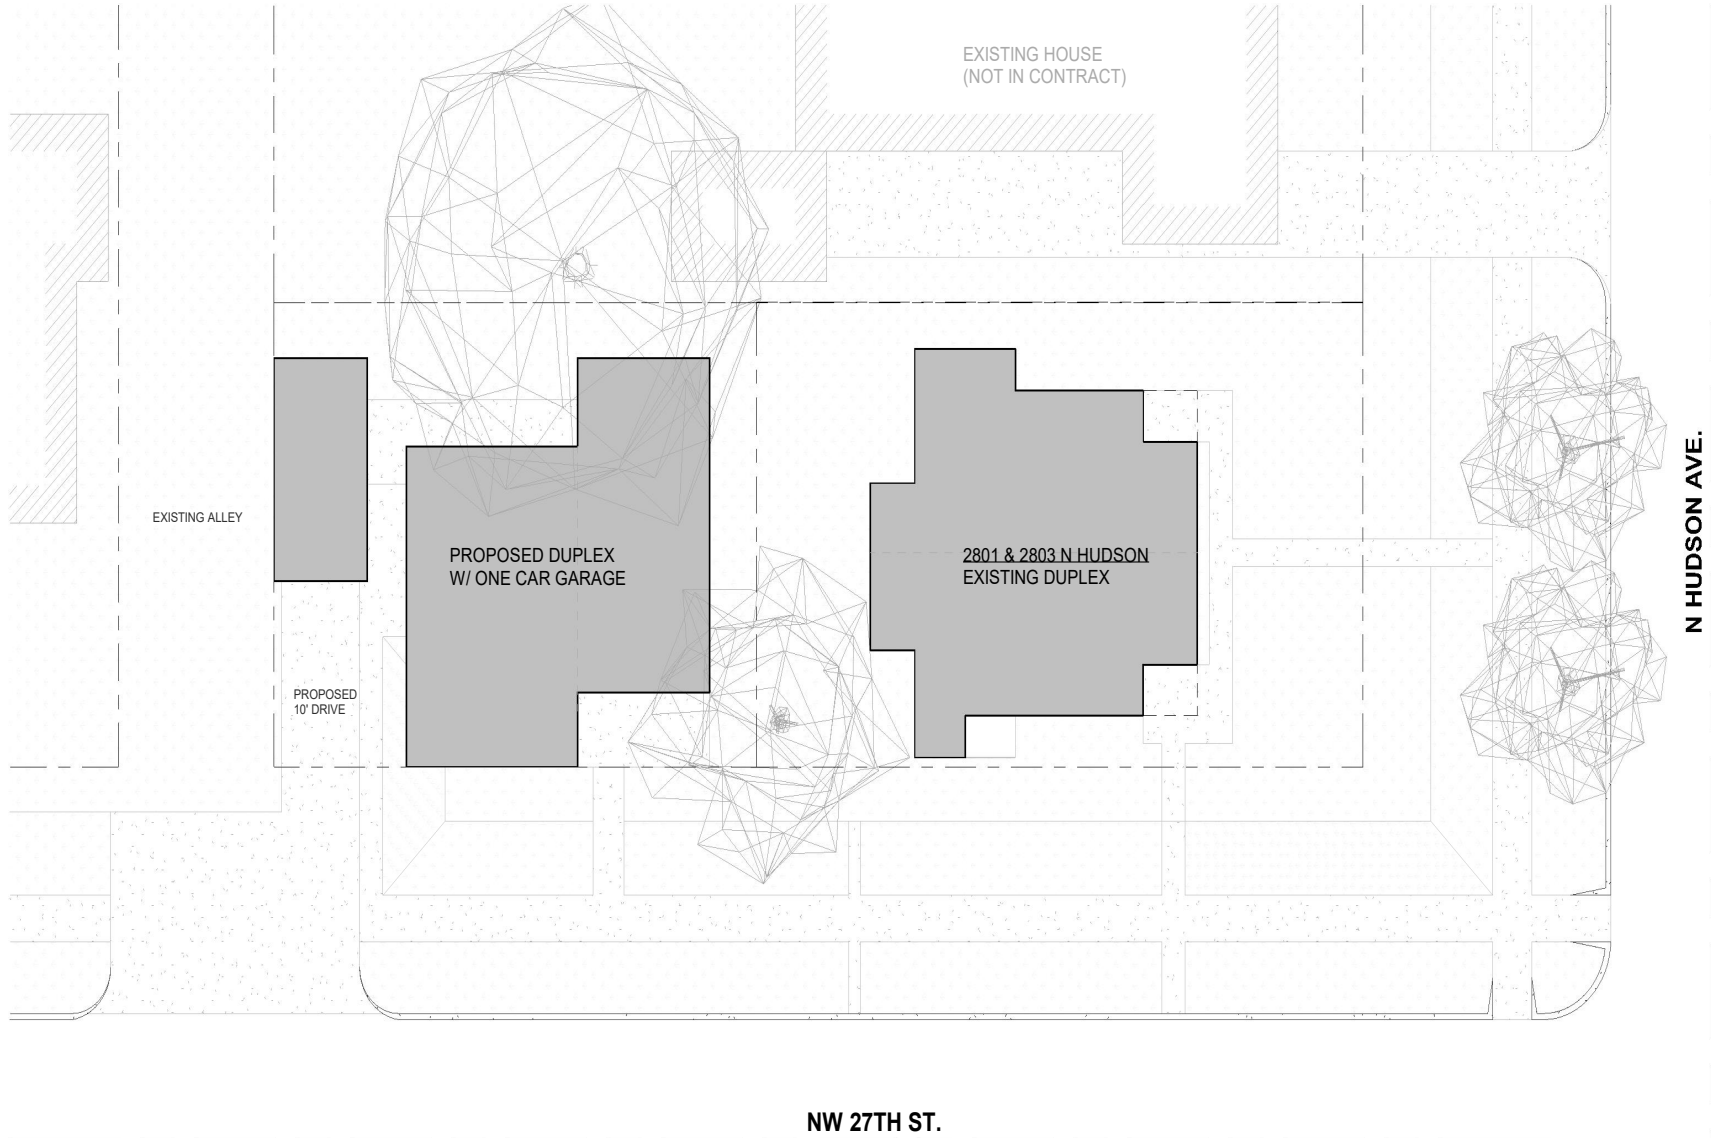 EXISTING HOUSE
(NOT IN CONTRACT)
N HUDSON AVE.
EXISTING ALLEY
PROPOSED DUPLEX
W/ ONE CAR GARAGE
2801 & 2803 N HUDSON
EXISTING DUPLEX
PROPOSED
10' DRIVE
NW 27TH ST.